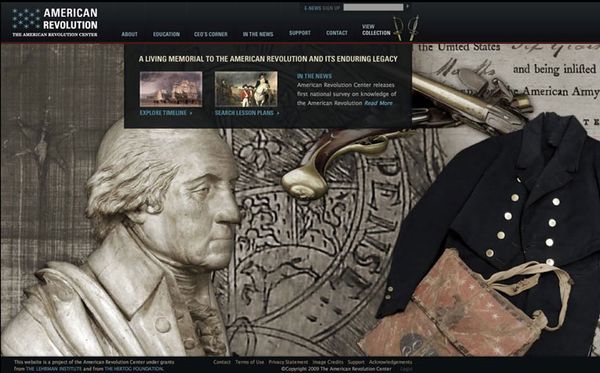 E-NEWS SIGN UP
AMERICAN
REVOLUTION
THE AMERICAN REVOLUTION CENTER
ABOUT EDUCATION CEO'S CORNER IN THE NEWS SUPPORT CONTACT VIEW COLLECTION
A LIVING MEMORIAL TO THE AMERICAN REVOLUTION AND ITS ENDURING LEGACY
EXPLORE TIMELINE
SEARCH LESSON PLANS
IN THE NEWS
American Revolution Center releases
first national survey on knowledge of
the American Revolution Read More
the United States
Months and being inlisted
American Army
PENSE
This website is a project of the American Revolution Center under grants
from THE LEHRMAN INSTITUTE and from THE HERTOG FOUNDATION.
Contact Terms of Use Privacy Statement Image Credits Support Acknowledgements
©Copyright 2009 The American Revolution Center Login